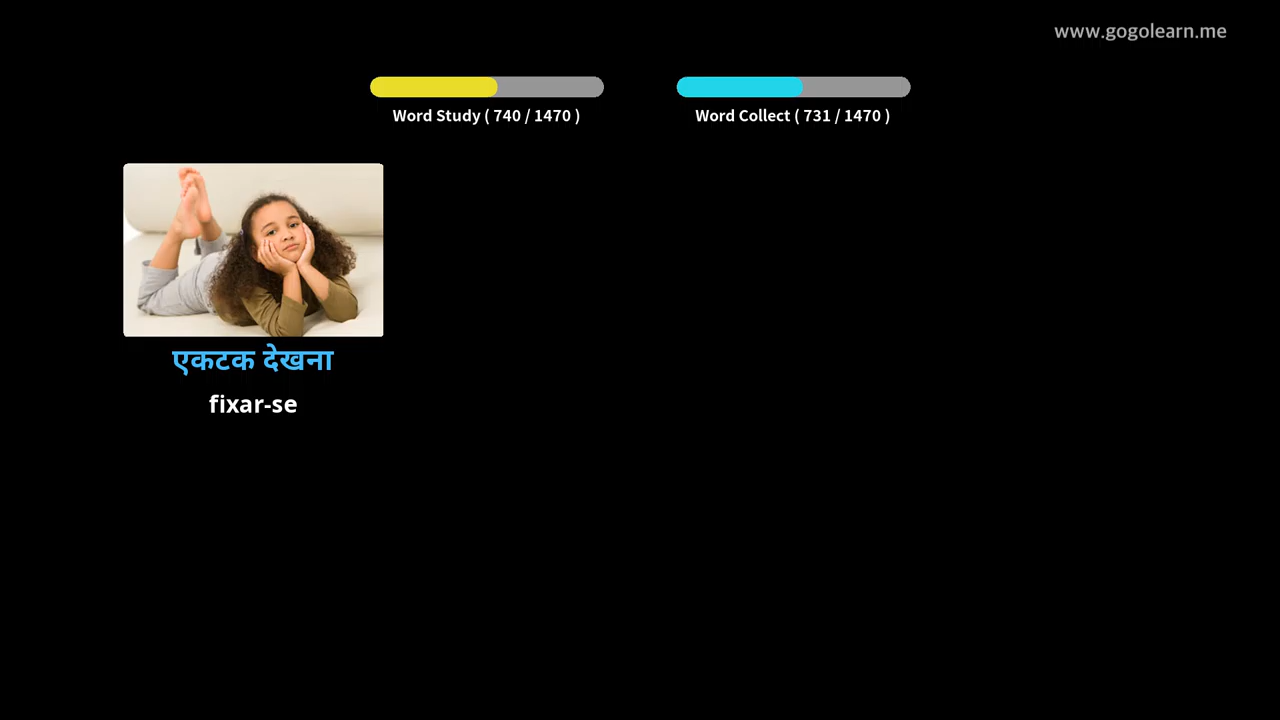 www.gogolearn.me
Word Study ( 740 / 1470 )
Word Collect ( 731 / 1470 )
एकटक देखना
fixar-se